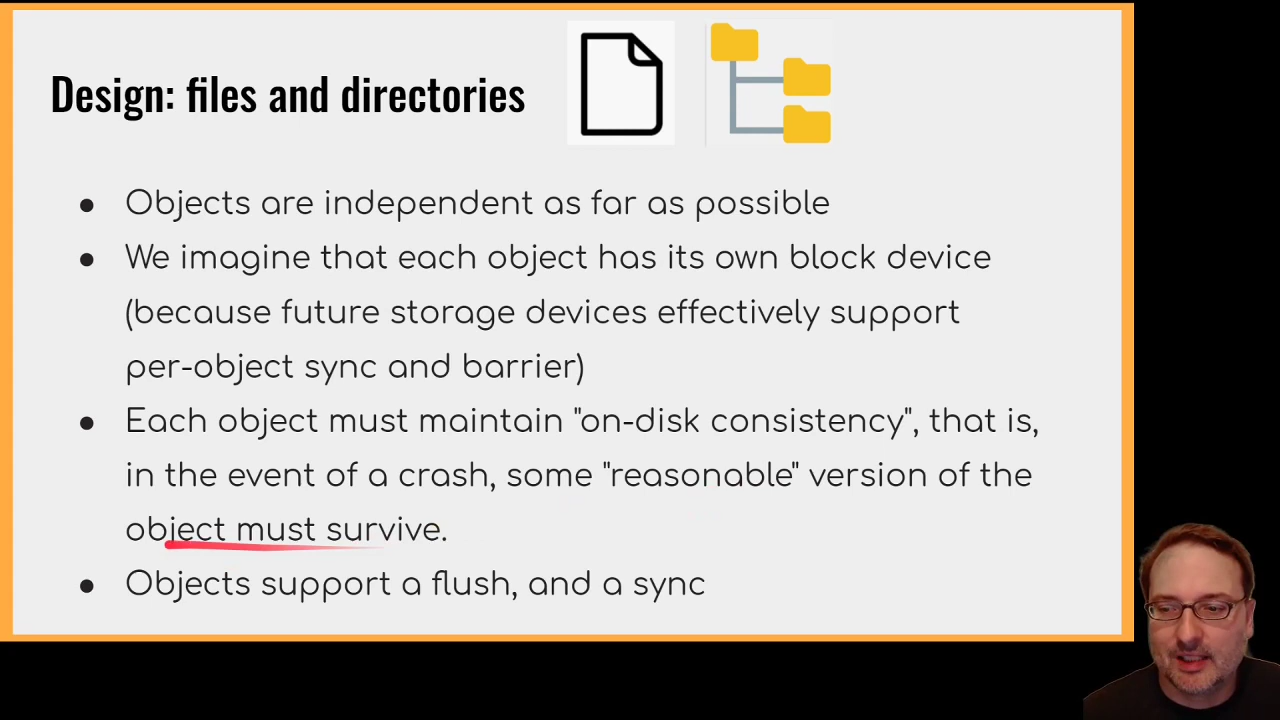 Design: files and directories
● Objects are independent as far as possible
● We imagine that each object has its own block device
(because future storage devices effectively support
per-object sync and barrier)
● Each object must maintain "on-disk consistency", that is,
in the event of a crash, some "reasonable" version of the
object must survive.
● Objects support a flush, and a sync